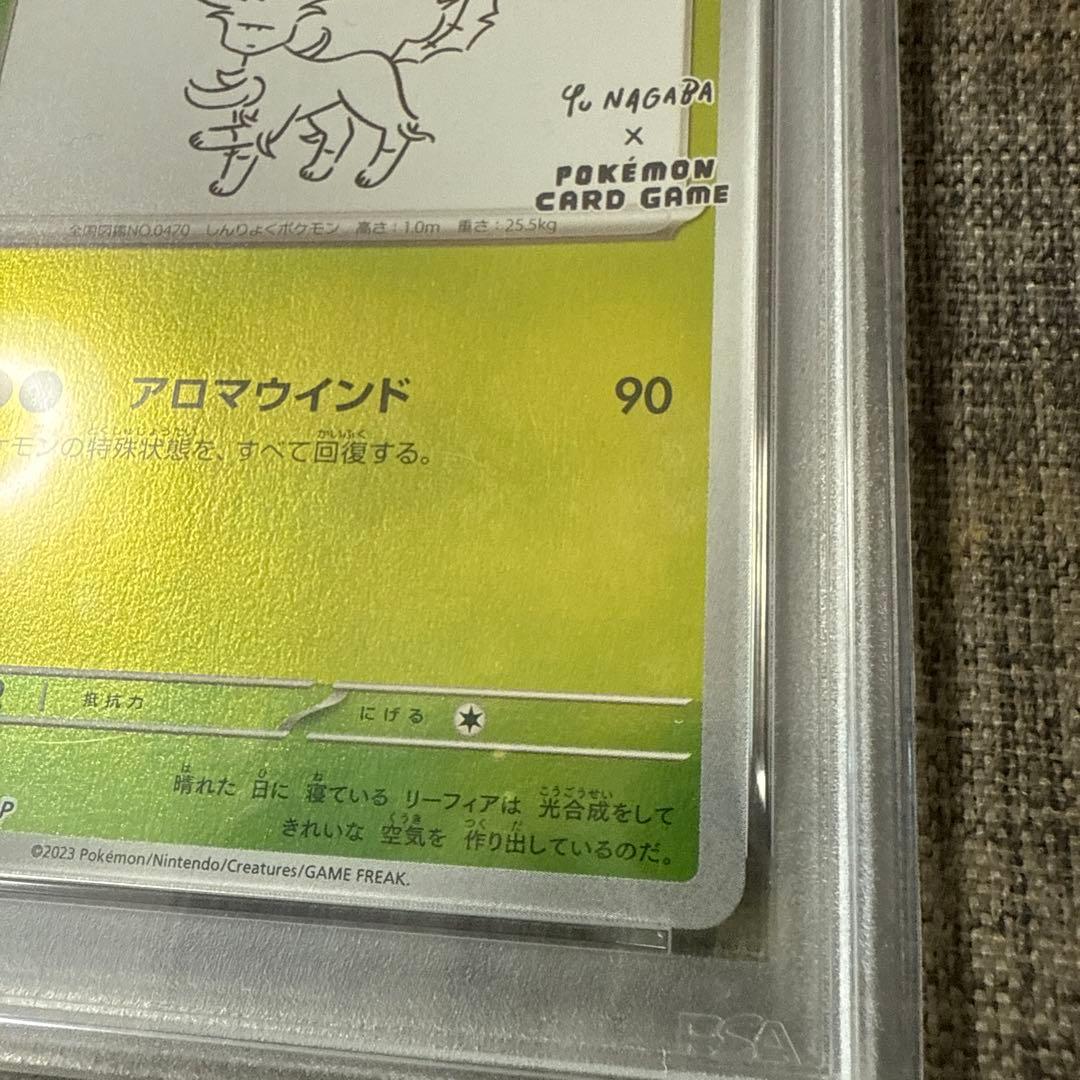 Yu NAGABA
×
POKÉMON
CARD GAME
全国図鑑NO.0470 しんりょくポケモン 高さ：1.0m 重さ：25.5kg
アロマウインド 90
ケモンの特殊状態を、すべて回復する。
抵抗力 にげる
晴れた 日に 寝ている リーフィアは 光合成をして
きれいな 空気を 作り出しているのだ。
P
©2023 Pokémon/Nintendo/Creatures/GAME FREAK.
PSA